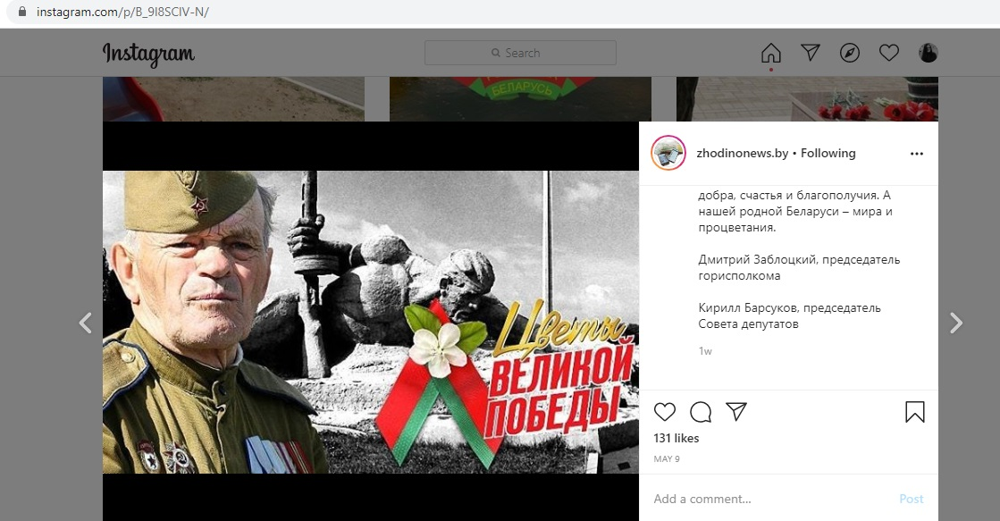 instagram.com/p/B_9I8SCIV-N/
Instagram
Search
БЕЛАРУСЬ
zhodinonews.by • Following
добра, счастья и благополучия. А
нашей родной Беларуси – мира и
процветания.
Дмитрий Заблоцкий, председатель
горисполкома
Кирилл Барсуков, председатель
Совета депутатов
1w
Цветы
ВЕЛИКОЙ
ПОБЕДЫ
131 likes
MAY 9
Add a comment...
Post